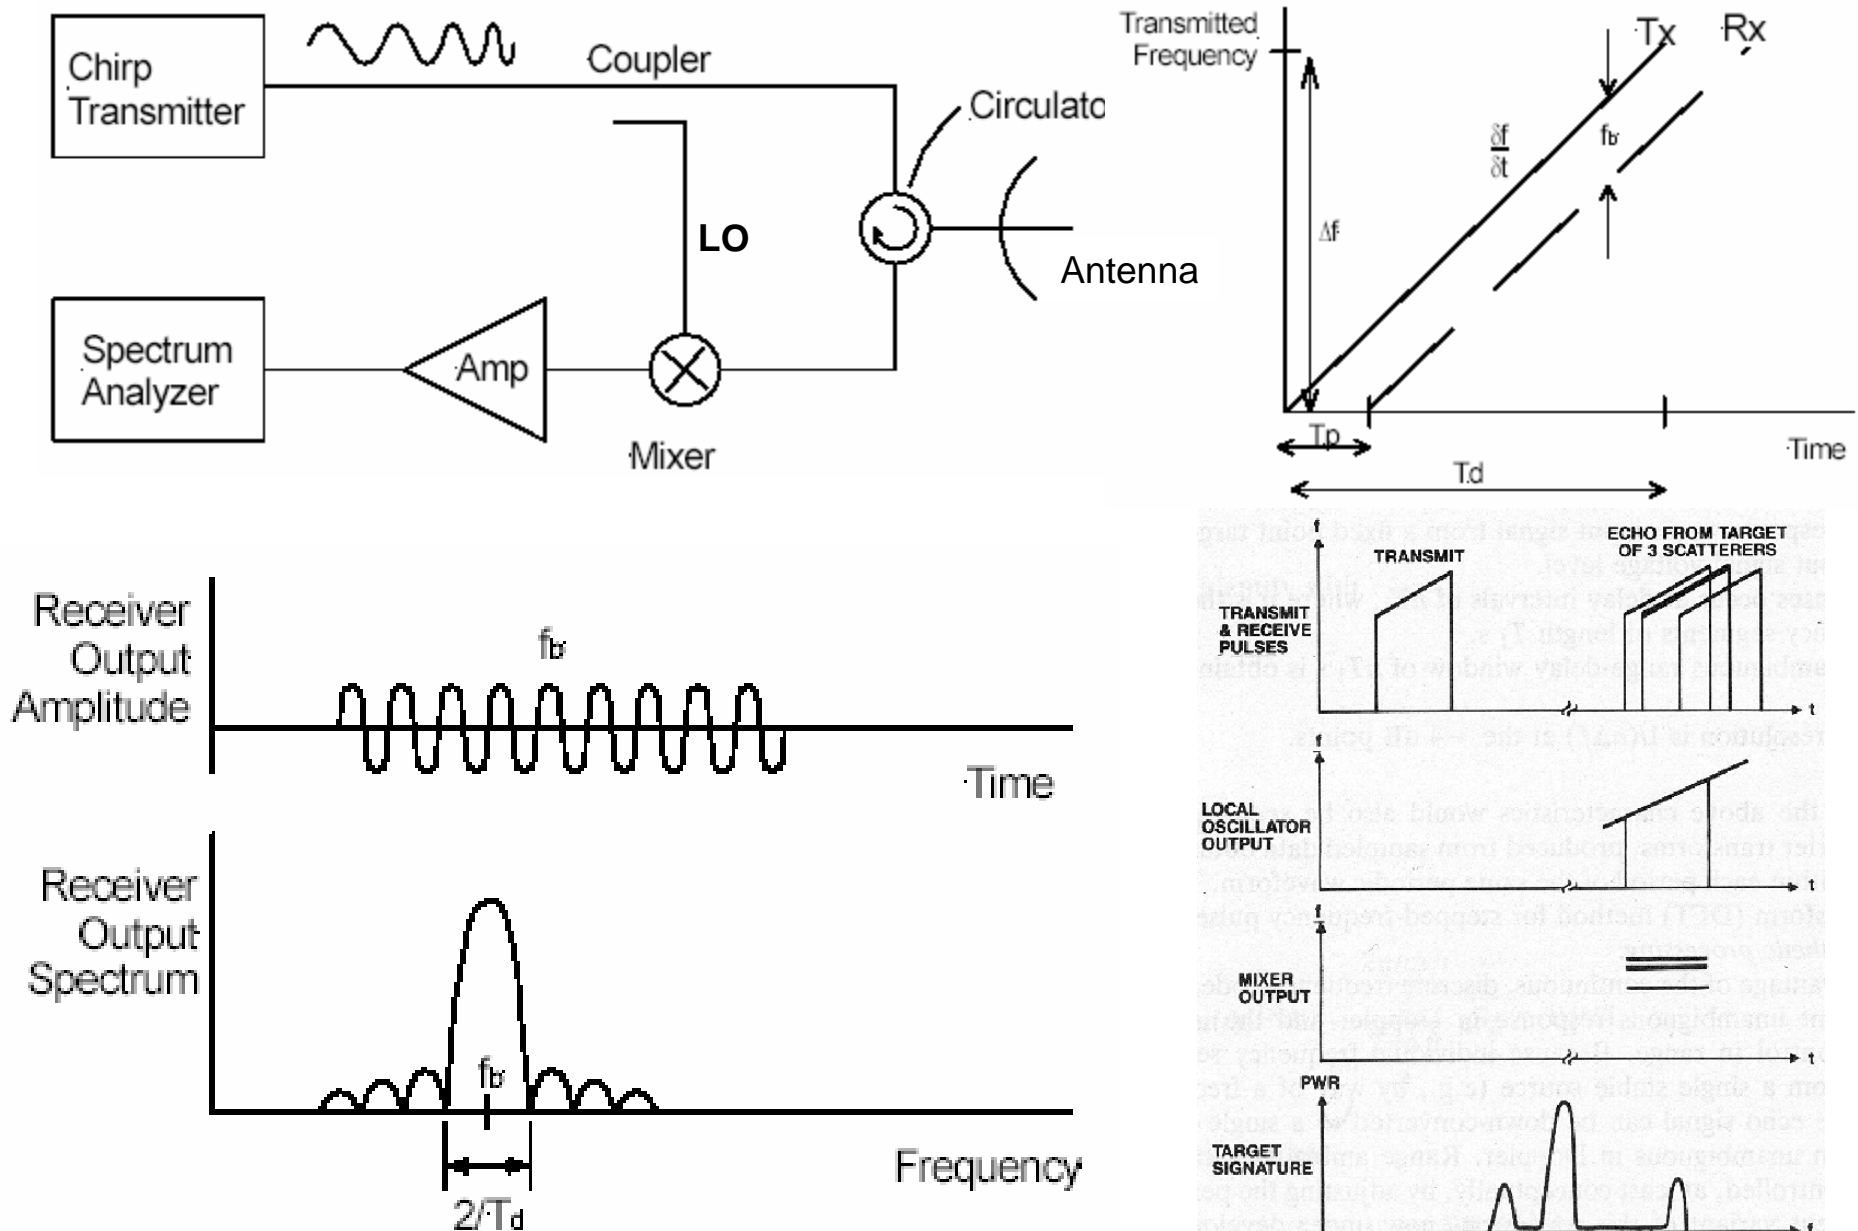 Chirp
Transmitter
Coupler
Circulato
LO
Antenna
Spectrum
Analyzer
Amp
Mixer
Transmitted
Frequency
Tx
Rx
δf
δt
fb
Δf
Tp
Time
Td
Receiver
Output
Amplitude
fb
Time
Receiver
Output
Spectrum
fb
Frequency
2/Td
f
TRANSMIT
ECHO FROM TARGET
OF 3 SCATTERERS
TRANSMIT
& RECEIVE
PULSES
t
f
LOCAL
OSCILLATOR
OUTPUT
t
f
MIXER
OUTPUT
t
PWR
TARGET
SIGNATURE
f